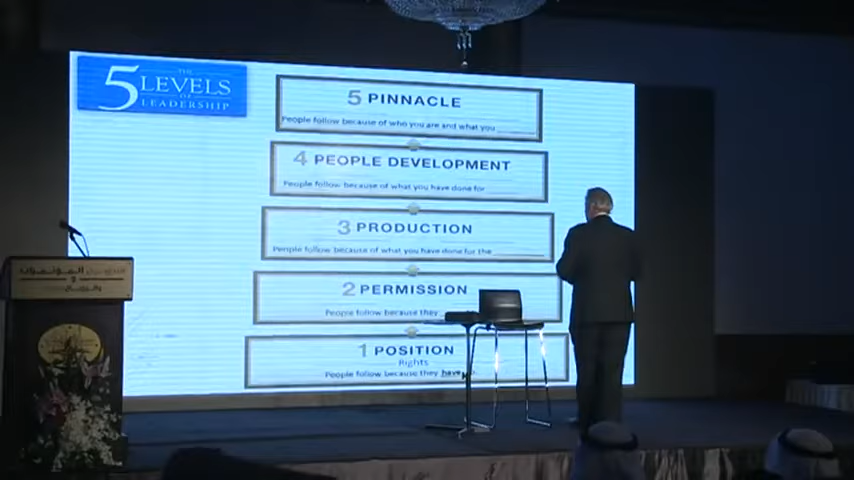 THE
5 LEVELS
OF
LEADERSHIP
5 PINNACLE
People follow because of who you are and what you
4 PEOPLE DEVELOPMENT
People follow because of what you have done for
3 PRODUCTION
People follow because of what you have done for the
2 PERMISSION
People follow because they
1 POSITION
Rights
People follow because they have